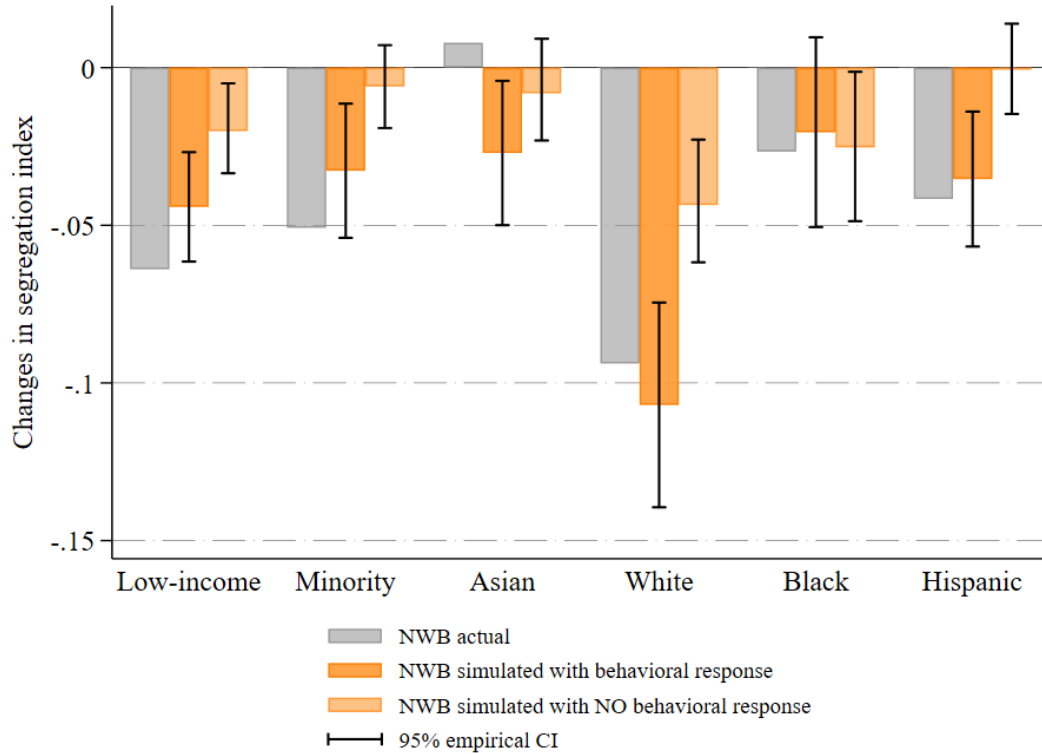 Changes in segregation index
0
-.05
-.1
-.15
Low-income Minority Asian White Black Hispanic
NWB actual
NWB simulated with behavioral response
NWB simulated with NO behavioral response
95% empirical CI